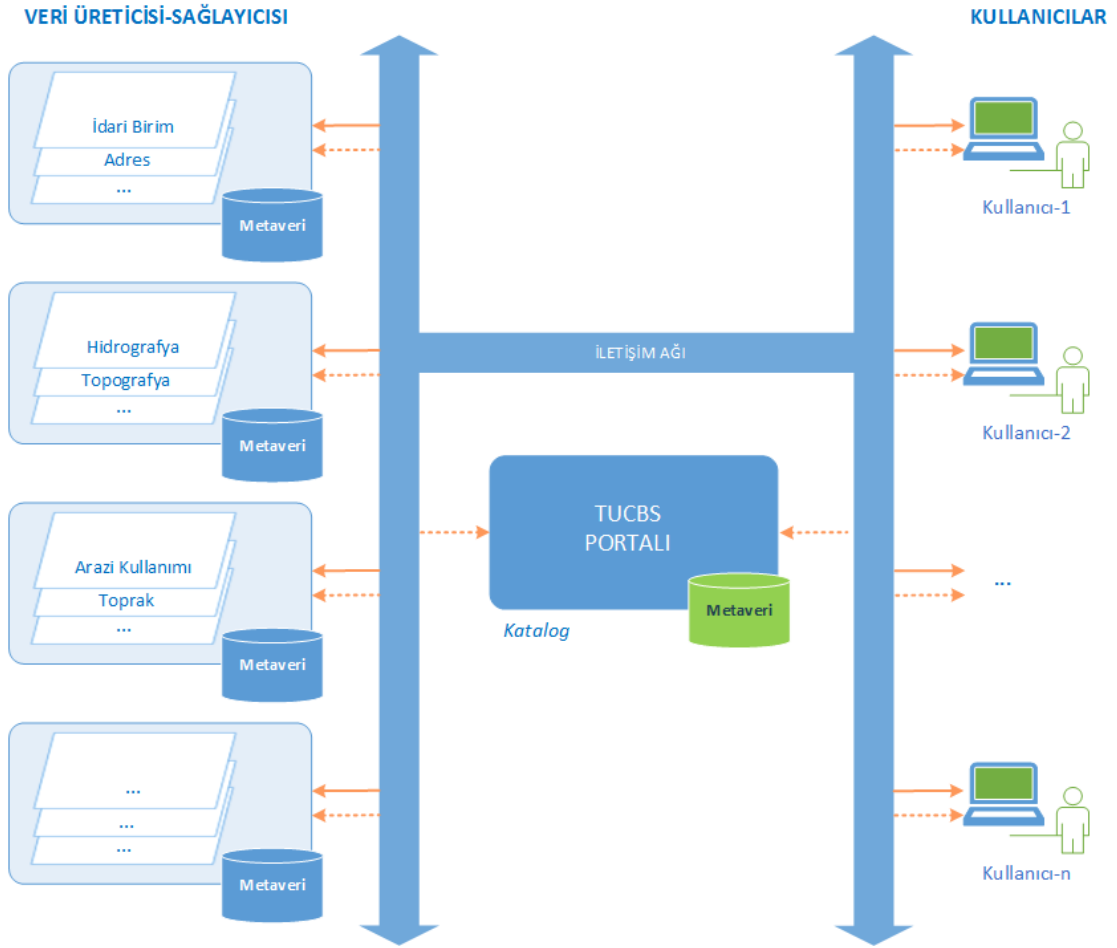 VERİ ÜRETİCİSİ-SAĞLAYICISI
KULLANICILAR
İdari Birim
Adres
...
Metaveri
Hidrografya
Topografya
...
Metaveri
Arazi Kullanımı
Toprak
...
Metaveri
...
...
...
Metaveri
İLETİŞİM AĞI
TUCBS
PORTALI
Metaveri
Katalog
Kullanıcı-1
Kullanıcı-2
...
Kullanıcı-n